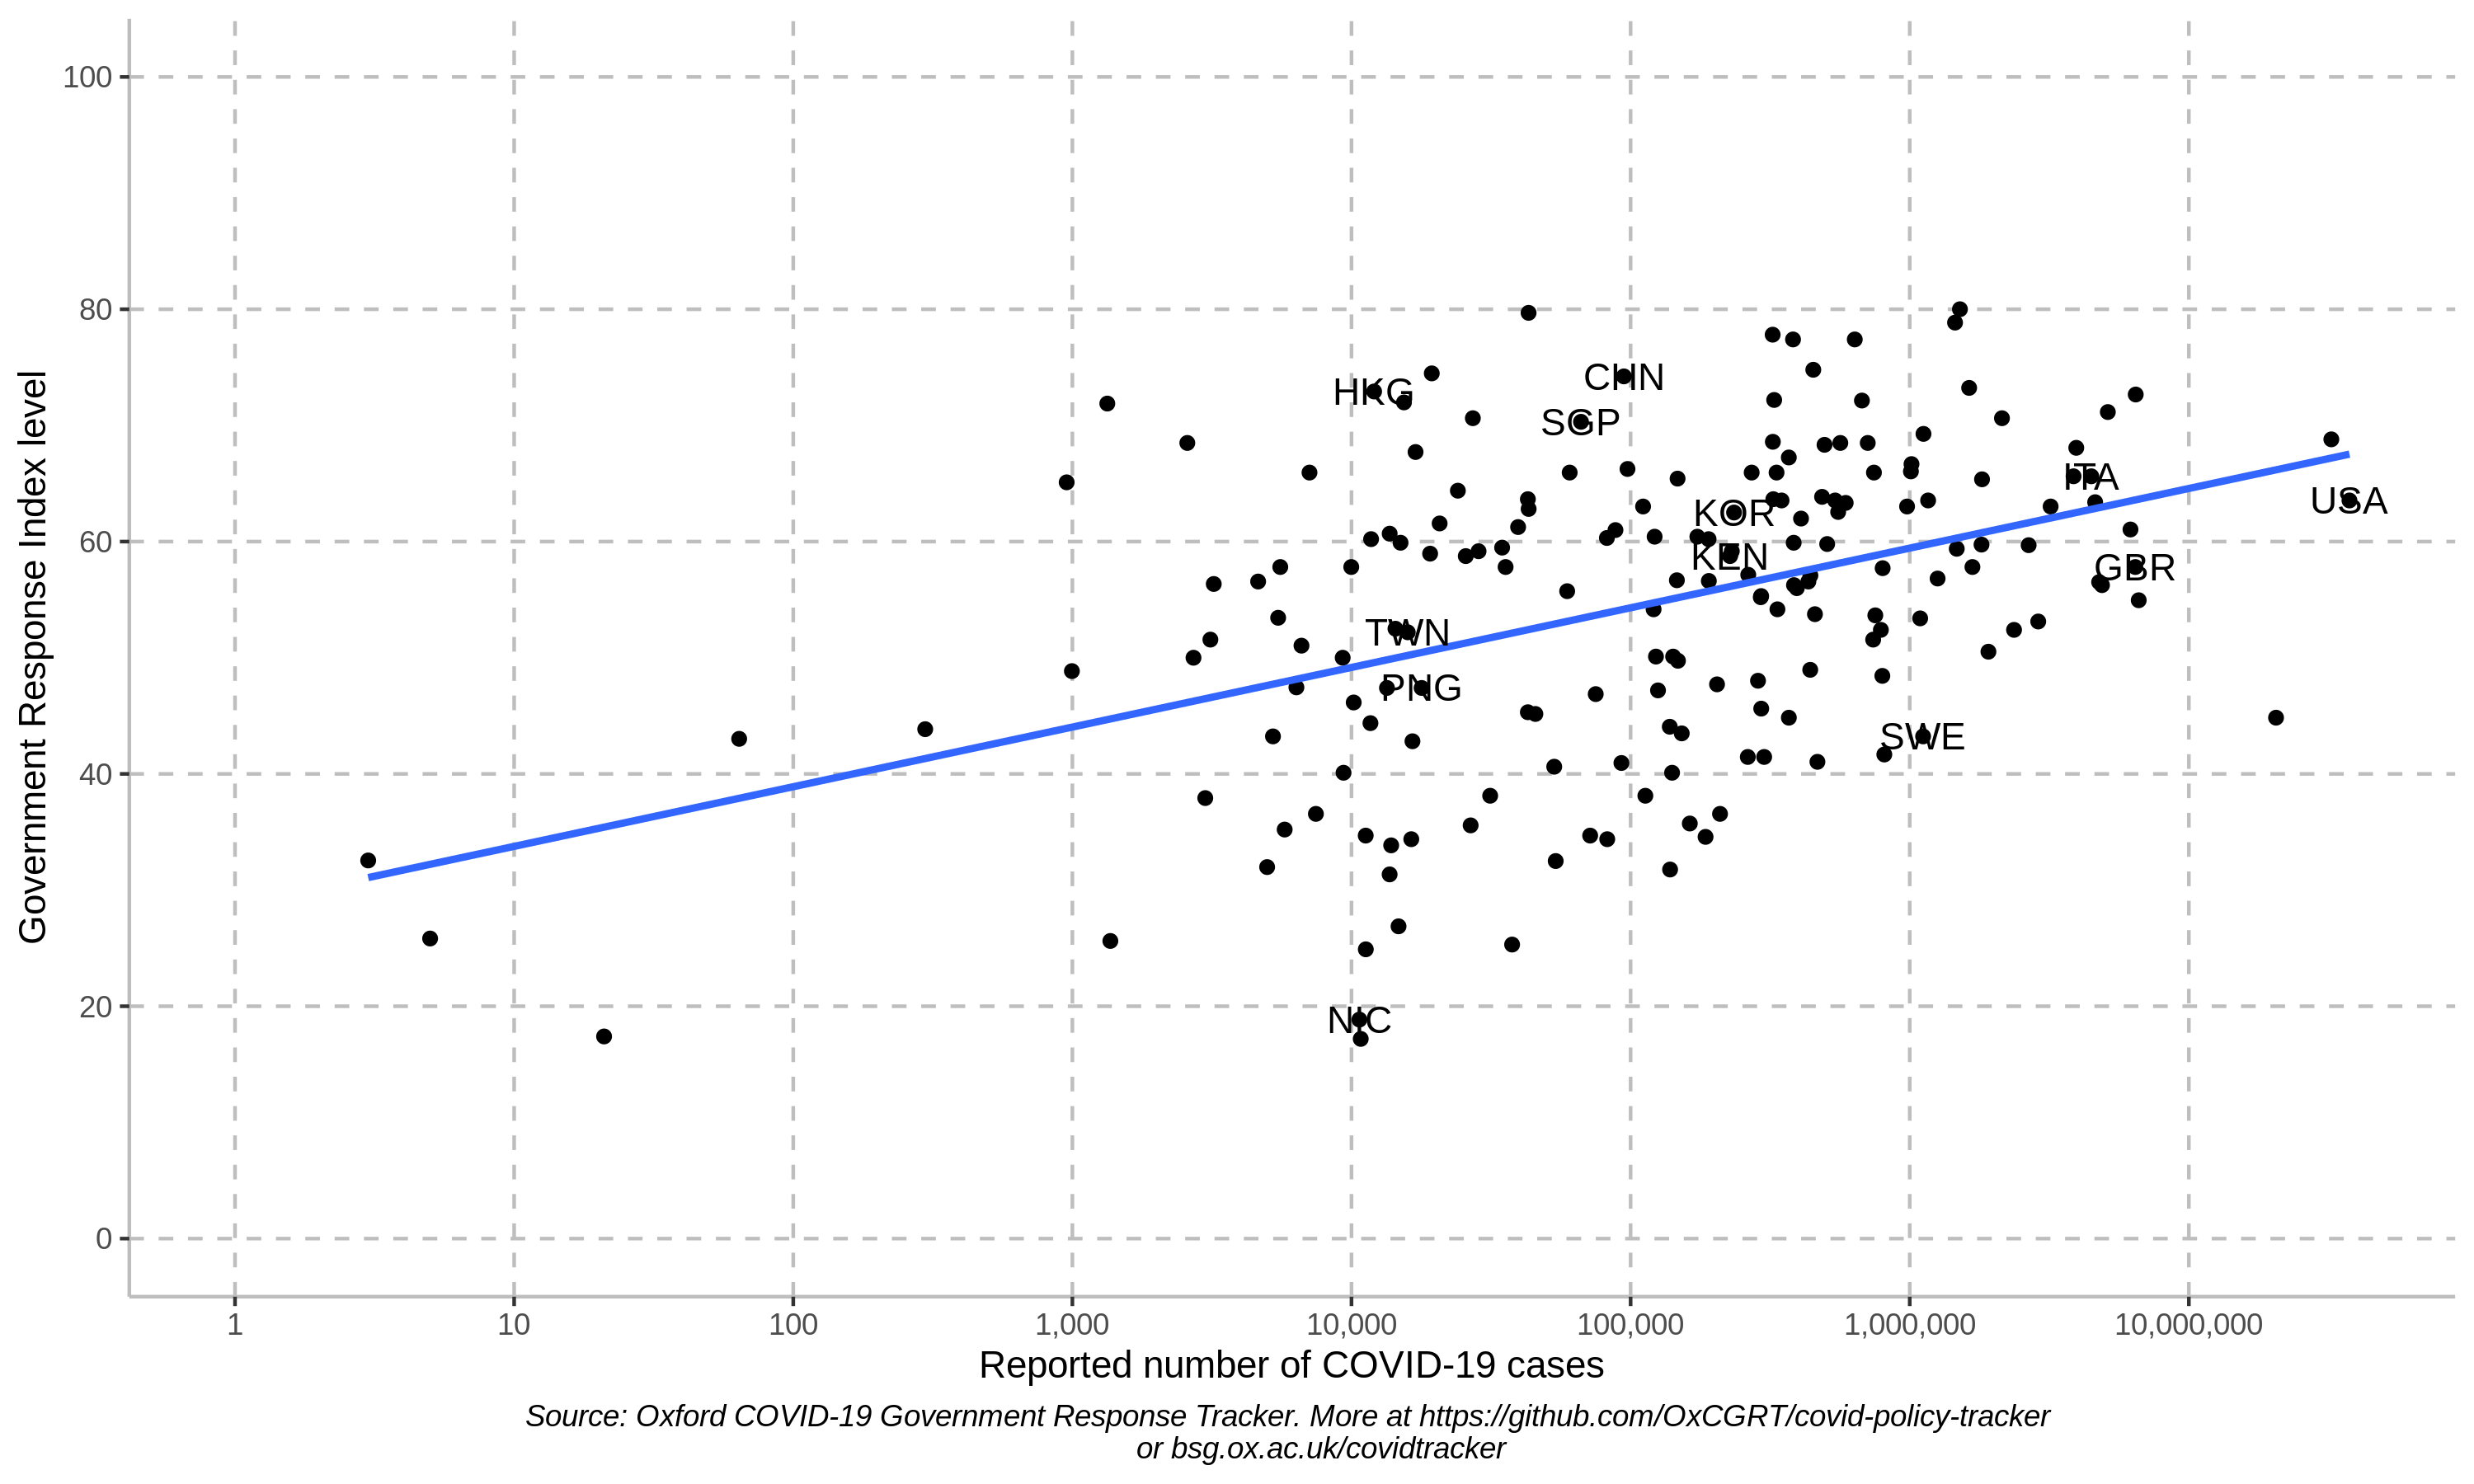 Government Response Index level
100
80
60
40
20
0
HKG
CHN
SGP
ITA
USA
KOR
KEN
GBR
TWN
PNG
SWE
NIC
1 10 100 1,000 10,000 100,000 1,000,000 10,000,000
Reported number of COVID-19 cases
Source: Oxford COVID-19 Government Response Tracker. More at https://github.com/OxCGRT/covid-policy-tracker
or bsg.ox.ac.uk/covidtracker